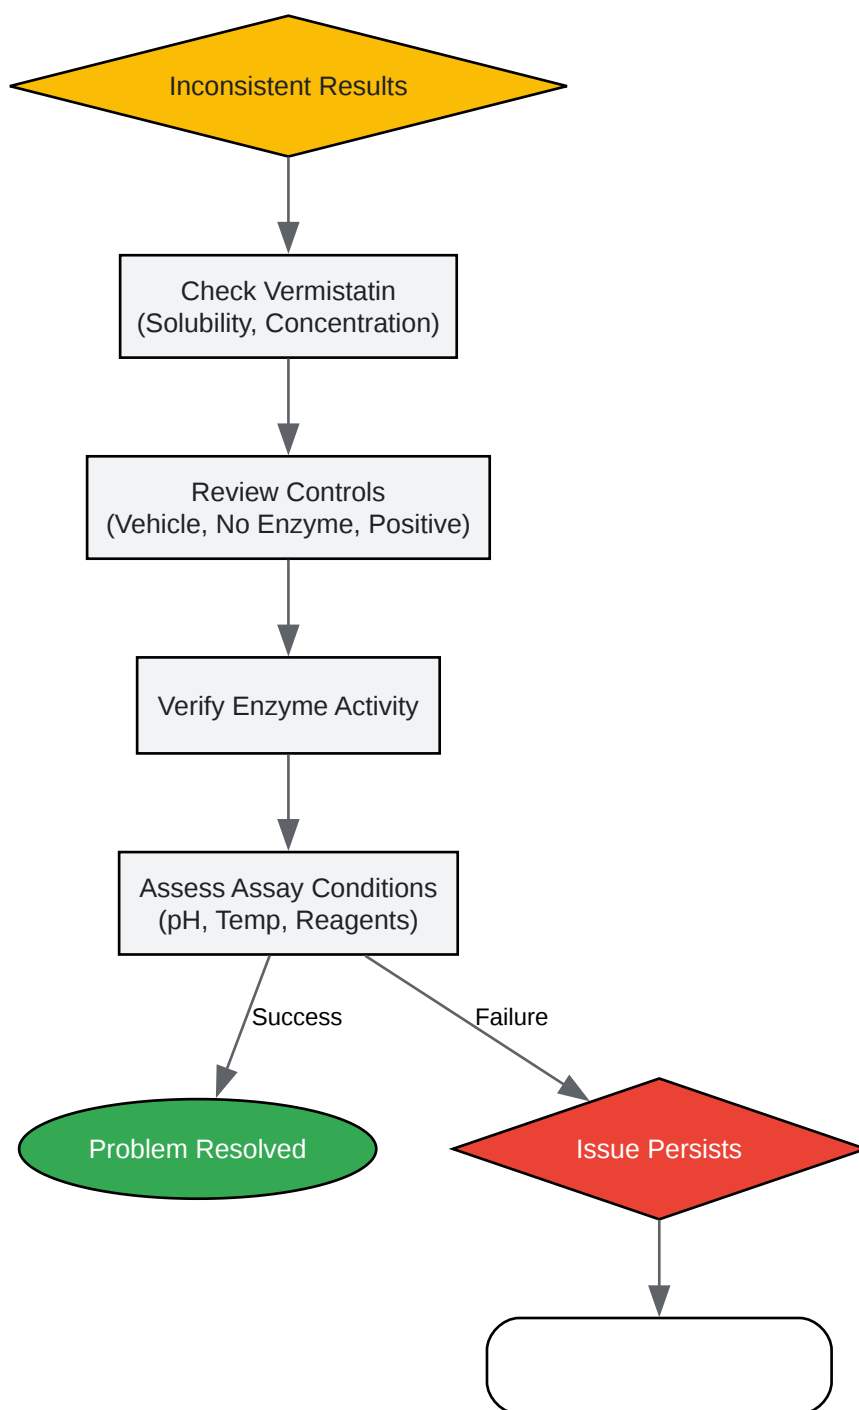 Inconsistent Results
Check Vermistatin
(Solubility, Concentration)
Review Controls
(Vehicle, No Enzyme, Positive)
Verify Enzyme Activity
Assess Assay Conditions
(pH, Temp, Reagents)
Success
Failure
Problem Resolved
Issue Persists